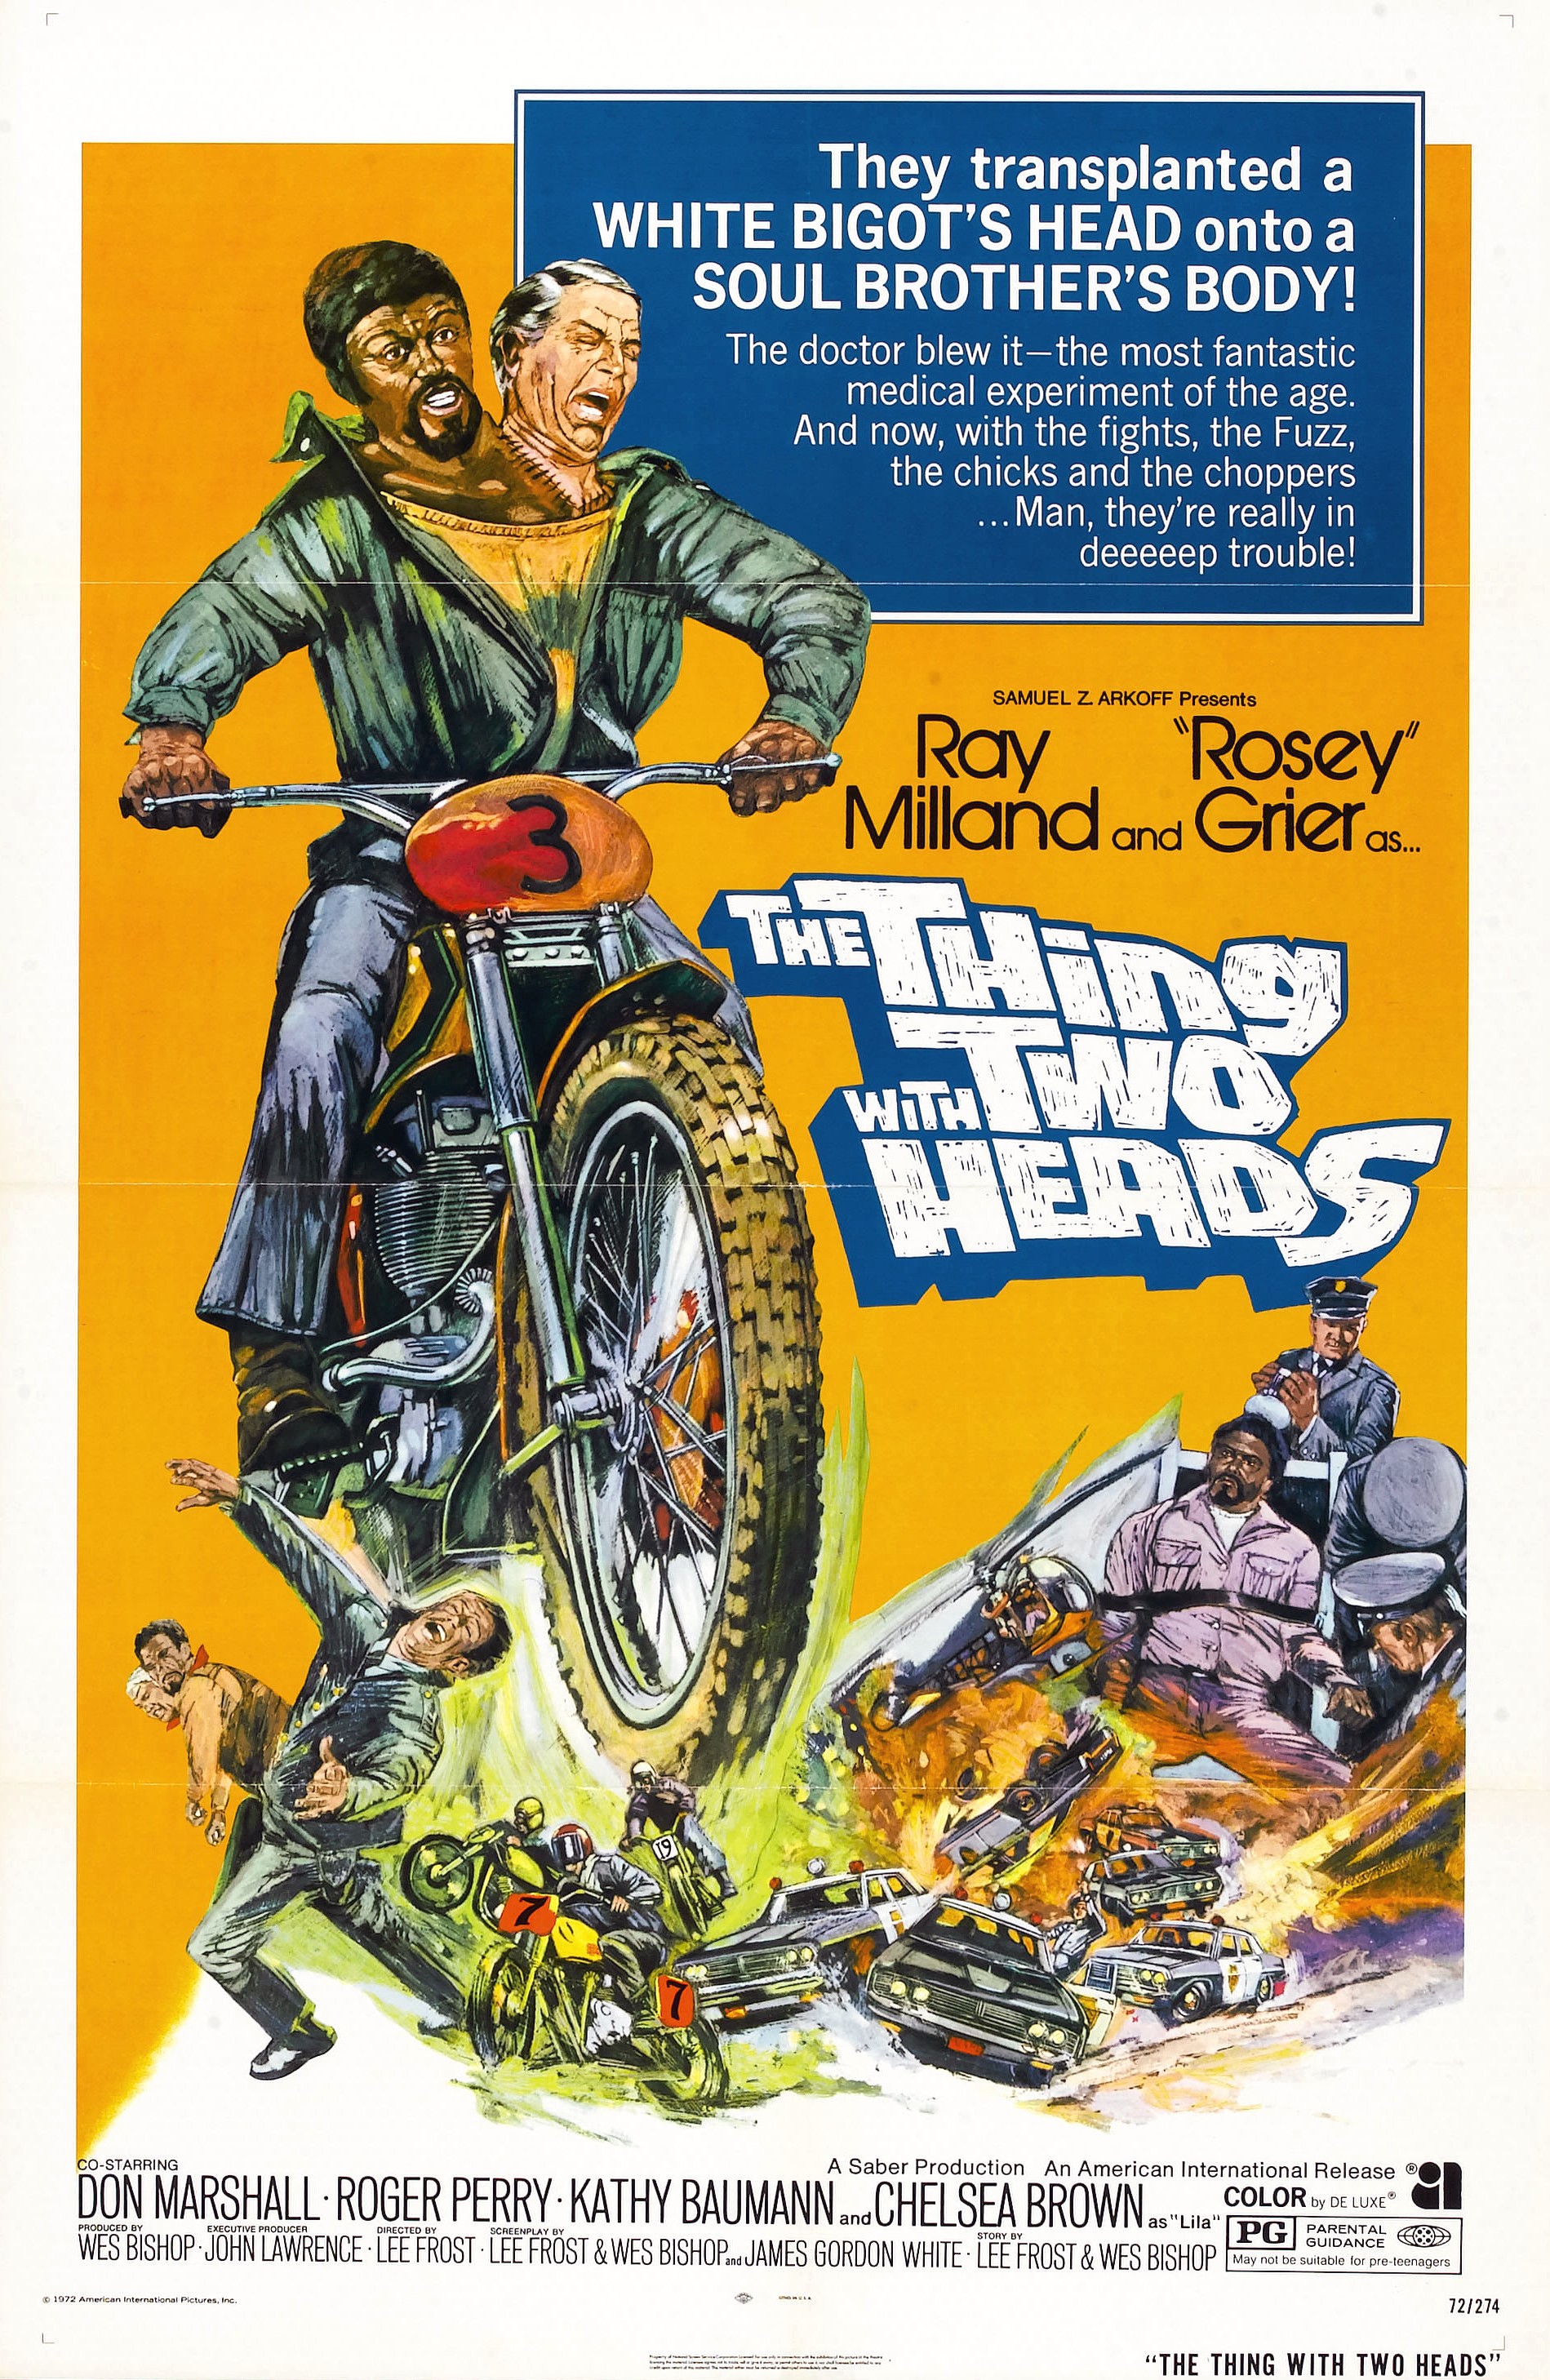 They transplanted a
WHITE BIGOT'S HEAD onto a
SOUL BROTHER'S BODY!
The doctor blew it—the most fantastic
medical experiment of the age.
And now, with the fights, the Fuzz,
the chicks and the choppers
...Man, they're really in
deeeeep trouble!
SAMUEL Z. ARKOFF Presents
Ray Milland and "Rosey" Grier as...
THE THING
WITH TWO
HEADS
3
19
7
7
CO-STARRING
DON MARSHALL · ROGER PERRY · KATHY BAUMANN and CHELSEA BROWN as "Lila"
PRODUCED BY WES BISHOP · EXECUTIVE PRODUCER JOHN LAWRENCE · DIRECTED BY LEE FROST · SCREENPLAY BY LEE FROST & WES BISHOP and JAMES GORDON WHITE · STORY BY LEE FROST & WES BISHOP
A Saber Production An American International Release ®
COLOR by DE LUXE®
PG PARENTAL GUIDANCE
May not be suitable for pre-teenagers
© 1972 American International Pictures, Inc.
LITHO IN U.S.A.
72/274
"THE THING WITH TWO HEADS"